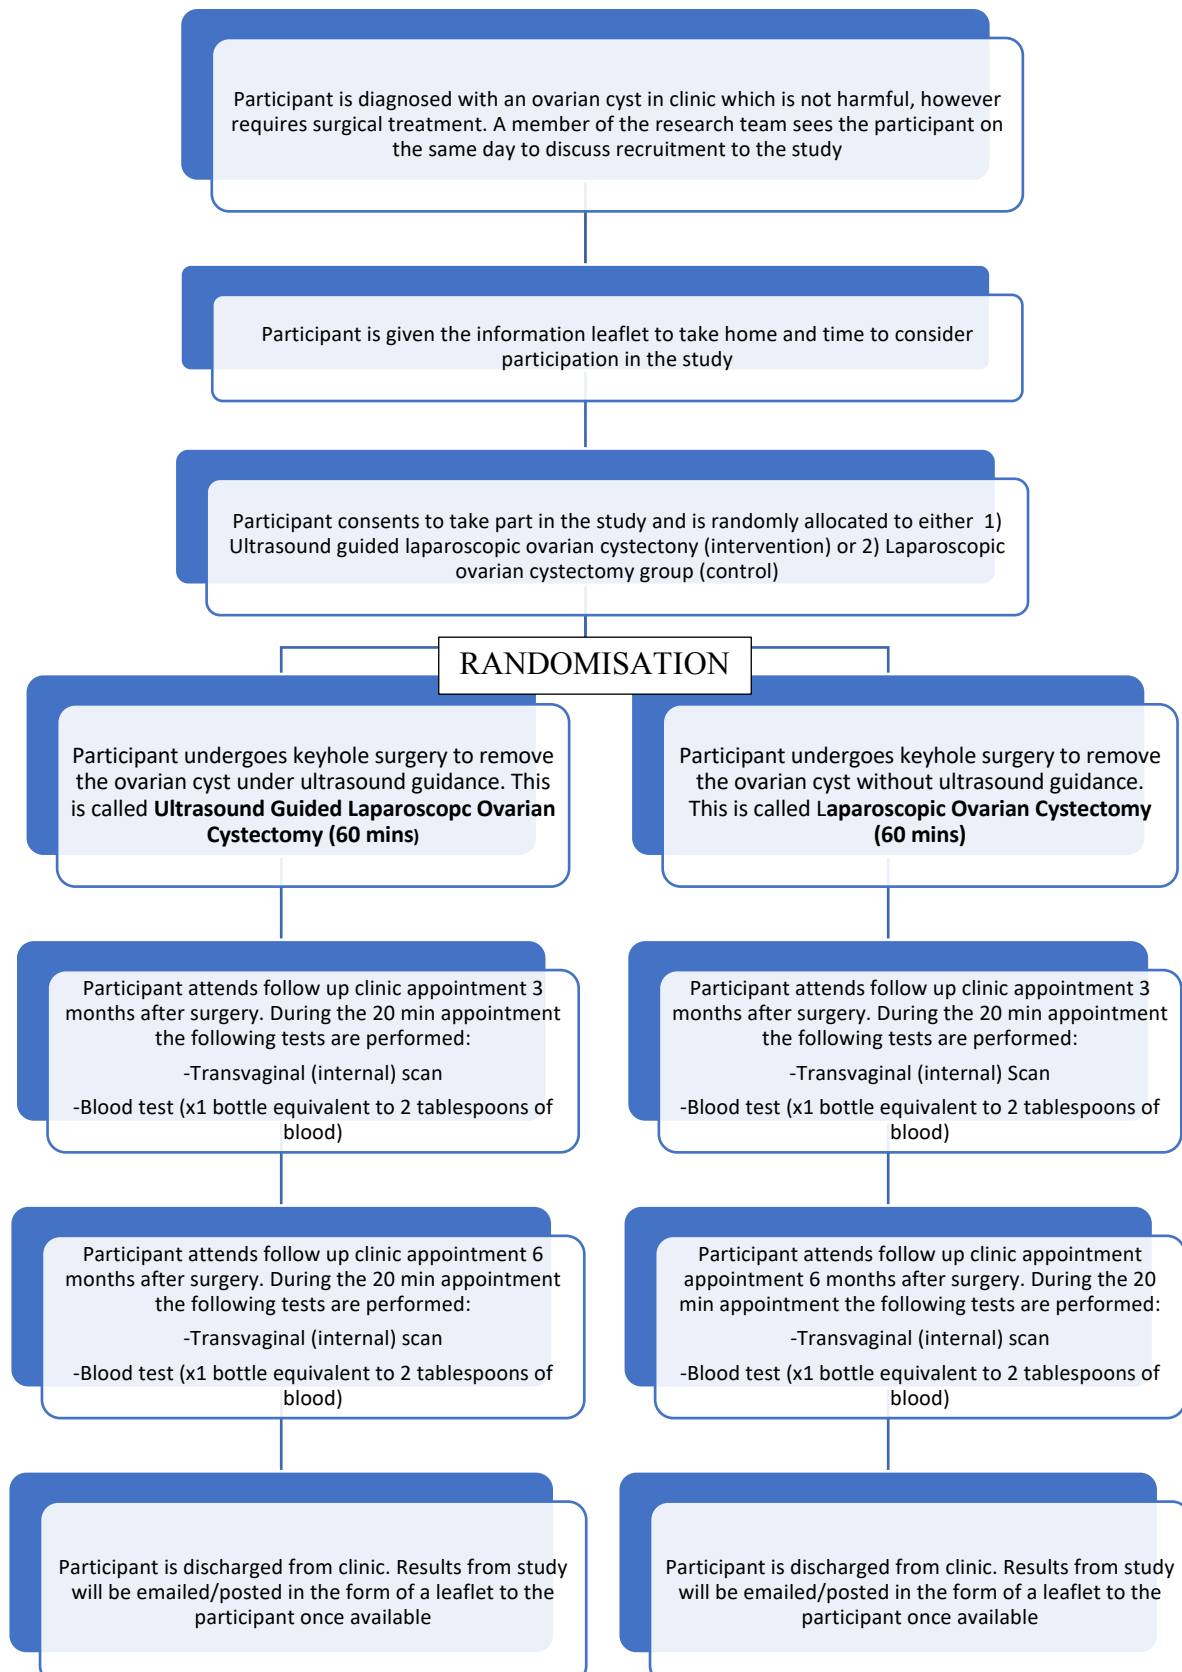 Participant is diagnosed with an ovarian cyst in clinic which is not harmful, however
requires surgical treatment. A member of the research team sees the participant on
the same day to discuss recruitment to the study
Participant is given the information leaflet to take home and time to consider
participation in the study
Participant consents to take part in the study and is randomly allocated to either 1)
Ultrasound guided laparoscopic ovarian cystectony (intervention) or 2) Laparoscopic
ovarian cystectomy group (control)
RANDOMISATION
Participant undergoes keyhole surgery to remove
the ovarian cyst under ultrasound guidance. This
is called Ultrasound Guided Laparoscopc Ovarian
Cystectomy (60 mins)
Participant undergoes keyhole surgery to remove
the ovarian cyst without ultrasound guidance.
This is called Laparoscopic Ovarian Cystectomy
(60 mins)
Participant attends follow up clinic appointment 3
months after surgery. During the 20 min appointment
the following tests are performed:
-Transvaginal (internal) scan
-Blood test (x1 bottle equivalent to 2 tablespoons of
blood)
Participant attends follow up clinic appointment 3
months after surgery. During the 20 min appointment
the following tests are performed:
-Transvaginal (internal) Scan
-Blood test (x1 bottle equivalent to 2 tablespoons of
blood)
Participant attends follow up clinic appointment 6
months after surgery. During the 20 min appointment
the following tests are performed:
-Transvaginal (internal) scan
-Blood test (x1 bottle equivalent to 2 tablespoons of
blood)
Participant attends follow up clinic appointment
appointment 6 months after surgery. During the 20
min appointment the following tests are performed:
-Transvaginal (internal) scan
-Blood test (x1 bottle equivalent to 2 tablespoons of
blood)
Participant is discharged from clinic. Results from study
will be emailed/posted in the form of a leaflet to the
participant once available
Participant is discharged from clinic. Results from study
will be emailed/posted in the form of a leaflet to the
participant once available